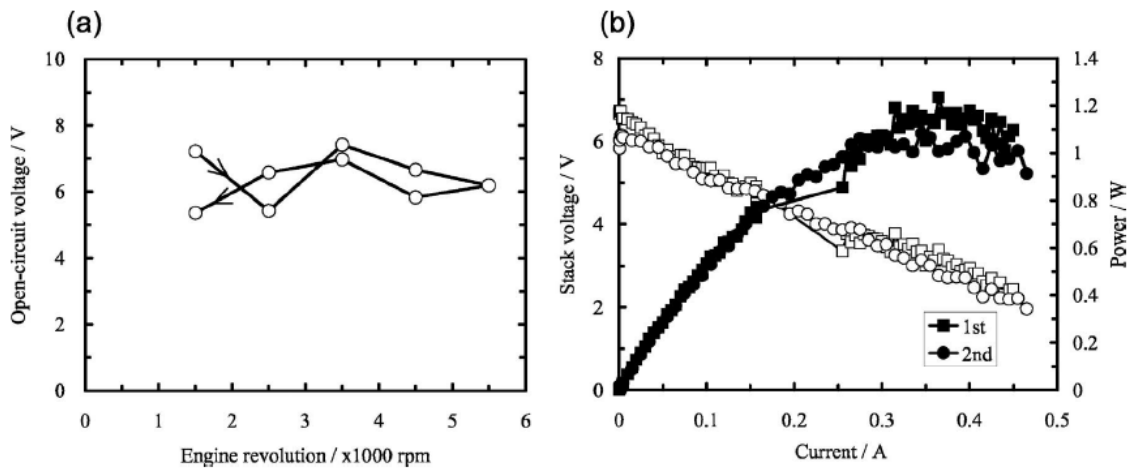 (a)
10
8
6
4
2
0
0 1 2 3 4 5 6
Open-circuit voltage / V
Engine revolution / x1000 rpm
(b)
8
6
4
2
0
Stack voltage / V
1.4
1.2
1
0.8
0.6
0.4
0.2
0
Power / W
1st
2nd
0 0.1 0.2 0.3 0.4 0.5
Current / A